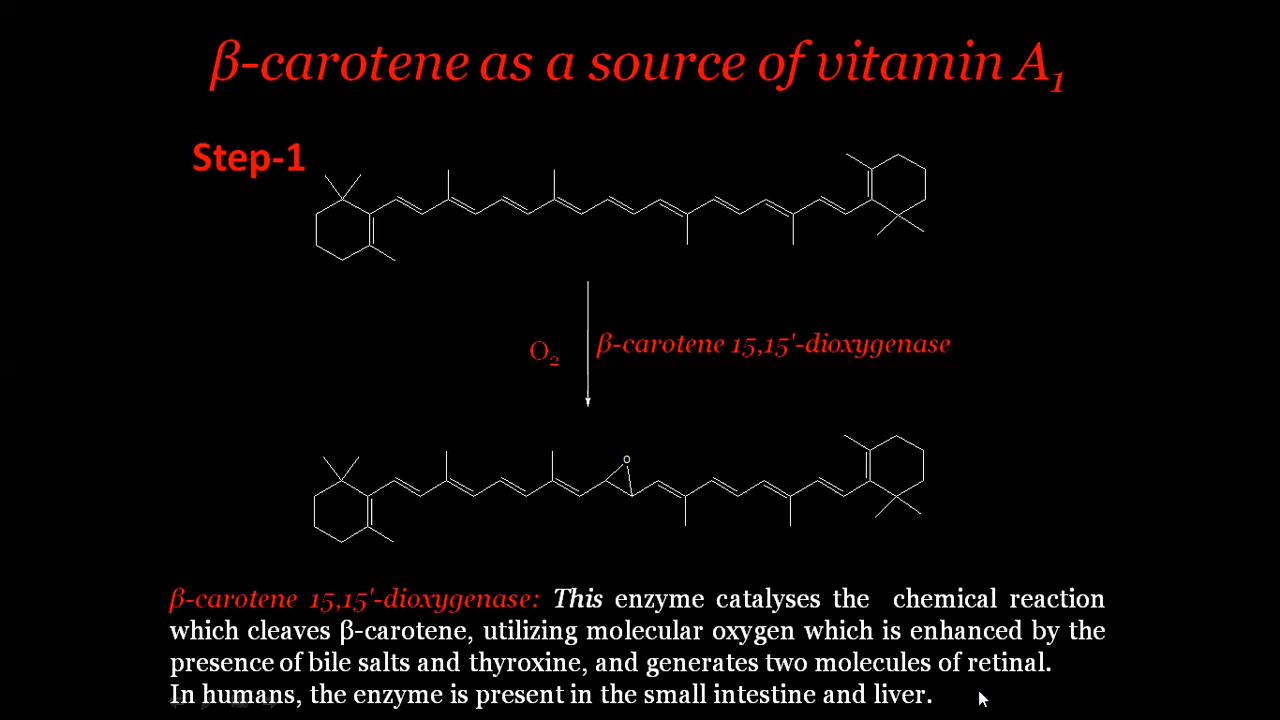 β-carotene as a source of vitamin A₁
Step-1
O₂
β-carotene 15,15'-dioxygenase
O
β-carotene 15,15'-dioxygenase: This enzyme catalyses the chemical reaction
which cleaves β-carotene, utilizing molecular oxygen which is enhanced by the
presence of bile salts and thyroxine, and generates two molecules of retinal.
In humans, the enzyme is present in the small intestine and liver.